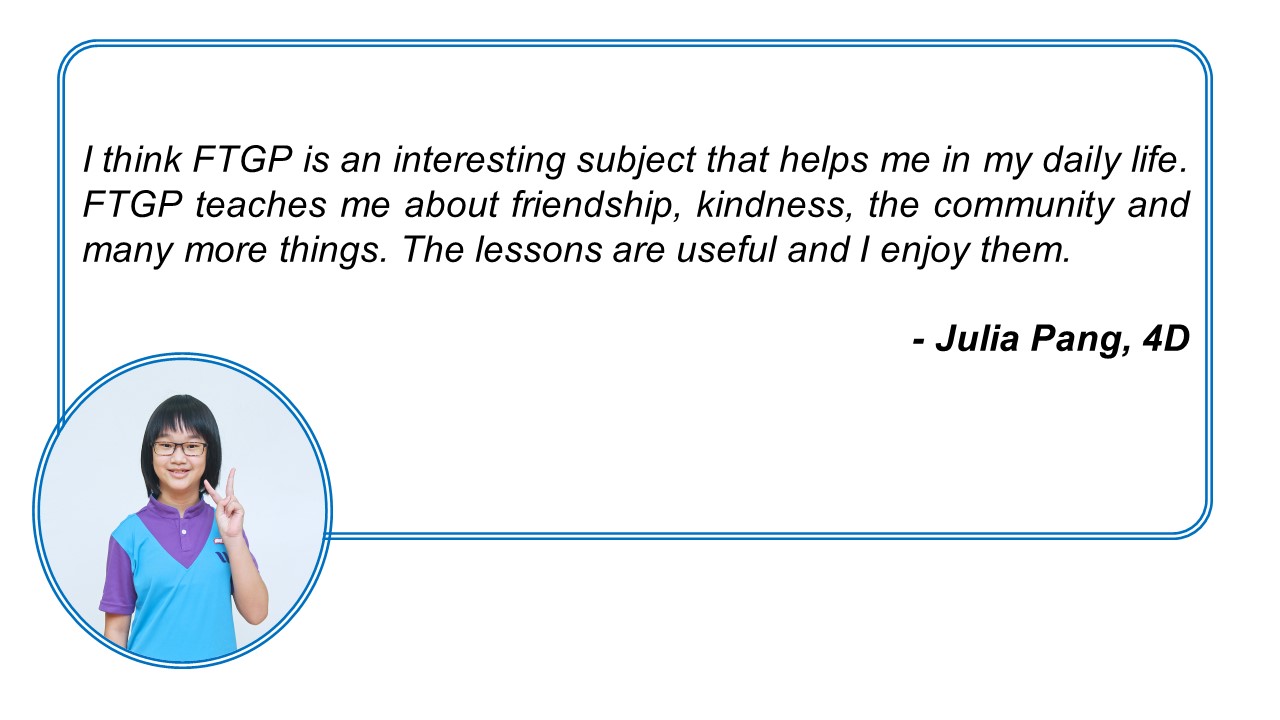 I think FTGP is an interesting subject that helps me in my daily life.
FTGP teaches me about friendship, kindness, the community and
many more things. The lessons are useful and I enjoy them.
- Julia Pang, 4D